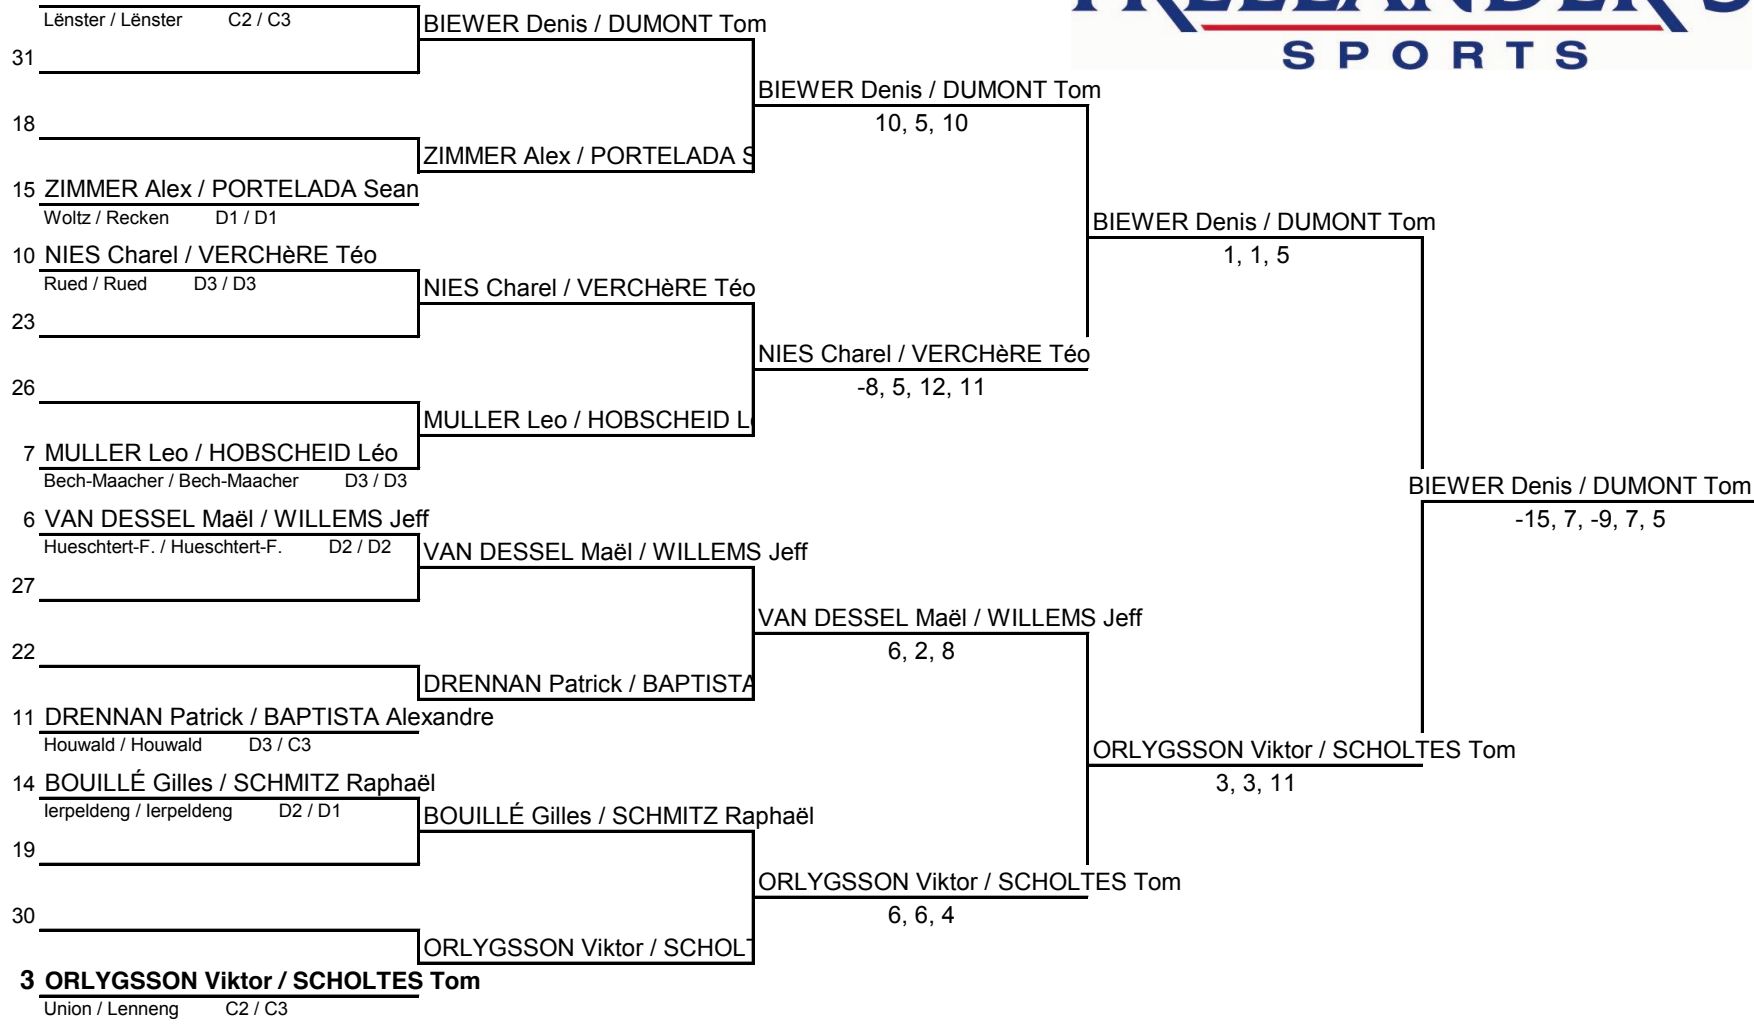 Lënster / Lënster C2 / C3
BIEWER Denis / DUMONT Tom
SPORTS
31
BIEWER Denis / DUMONT Tom
10, 5, 10
18
ZIMMER Alex / PORTELADA S
15 ZIMMER Alex / PORTELADA Sean
Woltz / Recken D1 / D1
BIEWER Denis / DUMONT Tom
1, 1, 5
10 NIES Charel / VERCHèRE Téo
Rued / Rued D3 / D3
NIES Charel / VERCHèRE Téo
23
NIES Charel / VERCHèRE Téo
-8, 5, 12, 11
26
MULLER Leo / HOBSCHEID L
7 MULLER Leo / HOBSCHEID Léo
Bech-Maacher / Bech-Maacher D3 / D3
BIEWER Denis / DUMONT Tom
-15, 7, -9, 7, 5
6 VAN DESSEL Maël / WILLEMS Jeff
Hueschtert-F. / Hueschtert-F. D2 / D2
VAN DESSEL Maël / WILLEMS Jeff
27
VAN DESSEL Maël / WILLEMS Jeff
6, 2, 8
22
DRENNAN Patrick / BAPTISTA
11 DRENNAN Patrick / BAPTISTA Alexandre
Houwald / Houwald D3 / C3
ORLYGSSON Viktor / SCHOLTES Tom
3, 3, 11
14 BOUILLÉ Gilles / SCHMITZ Raphaël
Ierpeldeng / Ierpeldeng D2 / D1
BOUILLÉ Gilles / SCHMITZ Raphaël
19
ORLYGSSON Viktor / SCHOLTES Tom
6, 6, 4
30
ORLYGSSON Viktor / SCHOLT
3 ORLYGSSON Viktor / SCHOLTES Tom
Union / Lenneng C2 / C3